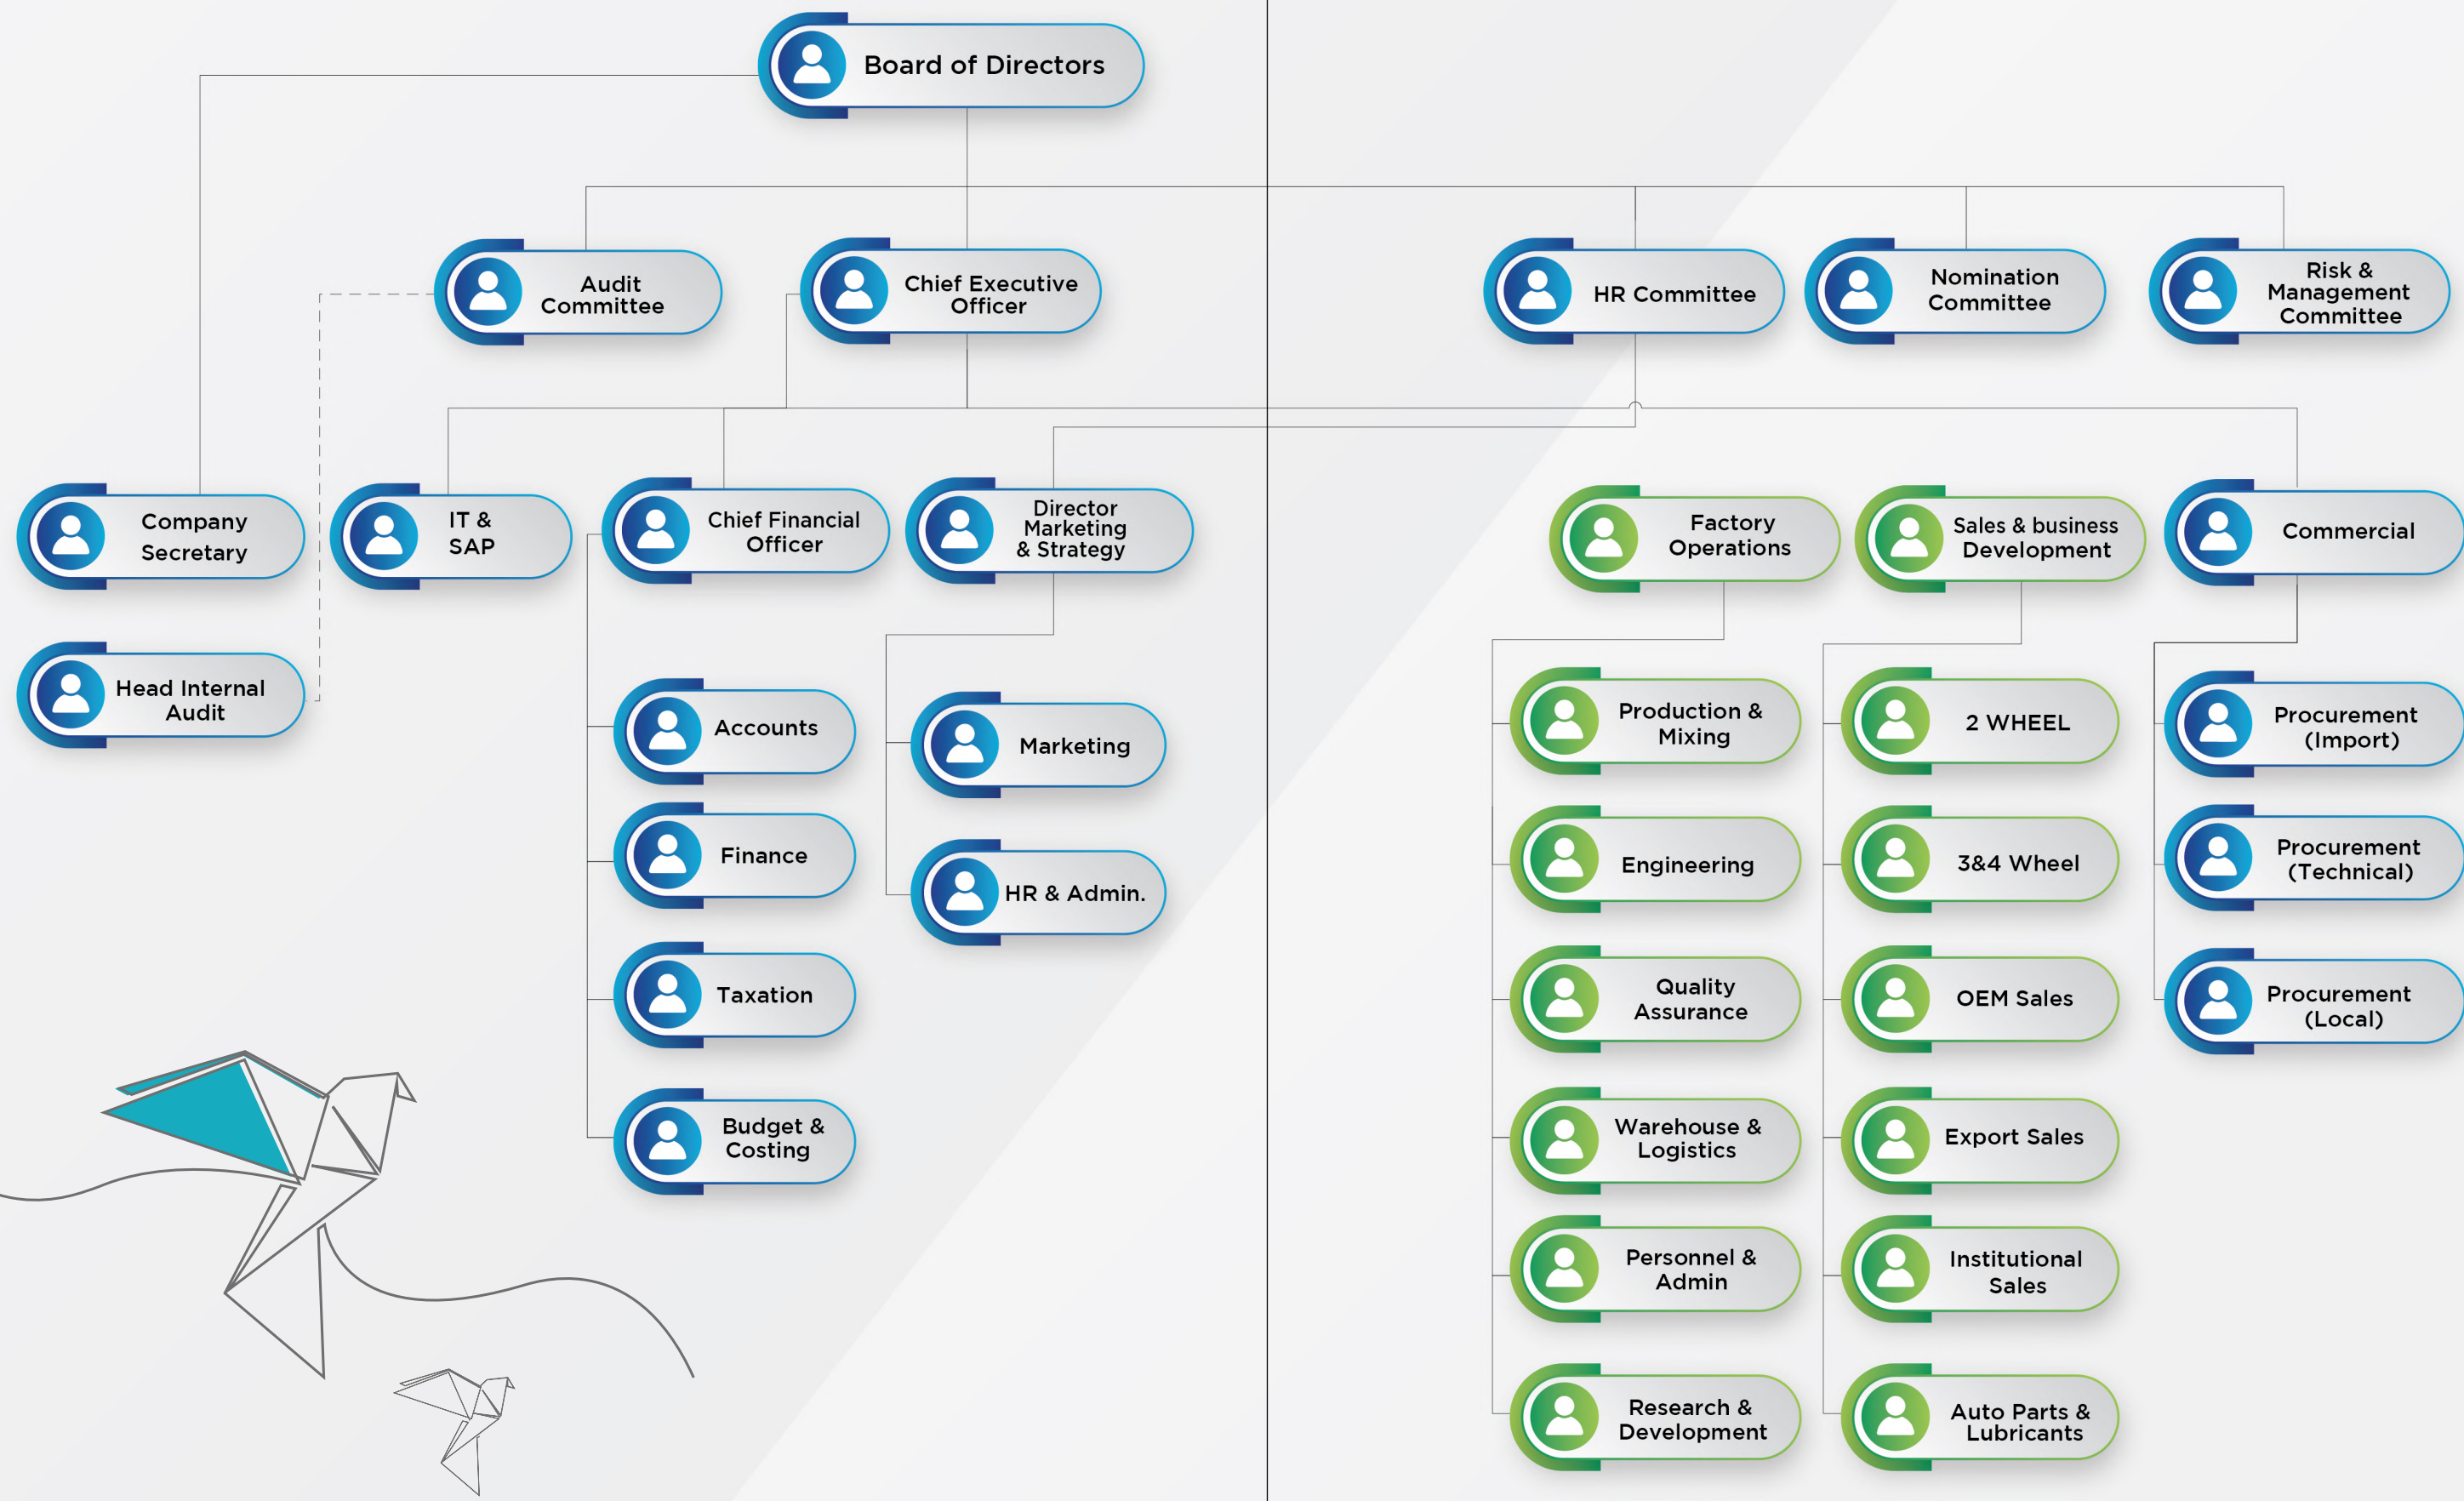 Board of Directors
Audit
Committee
Chief Executive
Officer
HR Committee
Nomination
Committee
Risk &
Management
Committee
Company
Secretary
IT &
SAP
Chief Financial
Officer
Director
Marketing
& Strategy
Factory
Operations
Sales & business
Development
Commercial
Head Internal
Audit
Accounts
Finance
Taxation
Budget &
Costing
Marketing
HR & Admin.
Production &
Mixing
Engineering
Quality
Assurance
Warehouse &
Logistics
Personnel &
Admin
Research &
Development
2 WHEEL
3&4 Wheel
OEM Sales
Export Sales
Institutional
Sales
Auto Parts &
Lubricants
Procurement
(Import)
Procurement
(Technical)
Procurement
(Local)